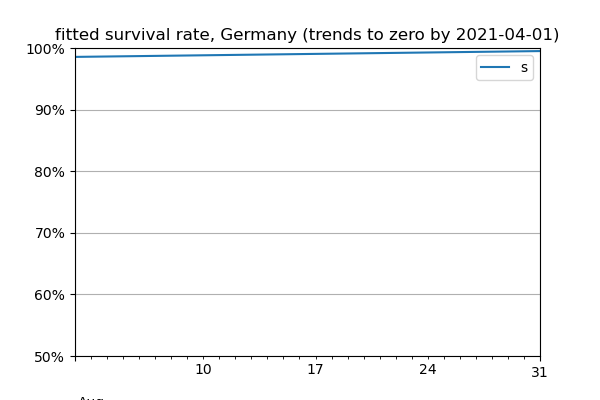 fitted survival rate, Germany (trends to zero by 2021-04-01)
100%
s
90%
80%
70%
60%
50%
10 17 24 31
Aug